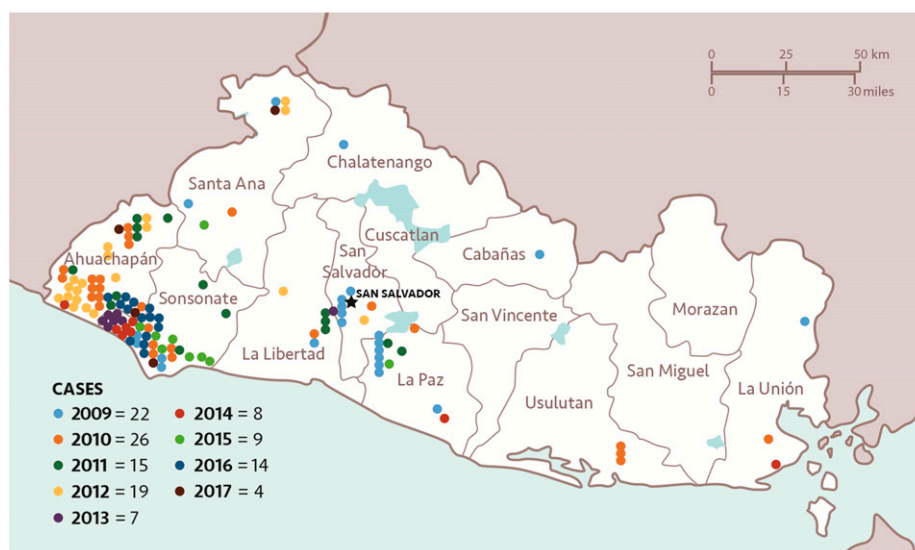 0 25 50 km
0 15 30 miles
Chalatenango
Santa Ana
Cuscatlan
Cabañas
Ahuachapán
San
Salvador
SAN SALVADOR
Sonsonate
San Vincente
Morazan
La Libertad
San Miguel
La Paz
La Unión
Usulutan
CASES
2009 = 22
2010 = 26
2011 = 15
2012 = 19
2013 = 7
2014 = 8
2015 = 9
2016 = 14
2017 = 4